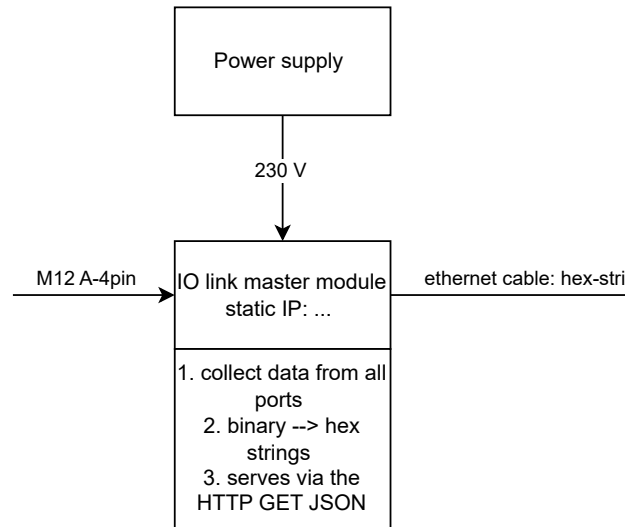 Power supply
230 V
M12 A-4pin
IO link master module
static IP: ...
ethernet cable: hex-stri
1. collect data from all
ports
2. binary --> hex
strings
3. serves via the
HTTP GET JSON